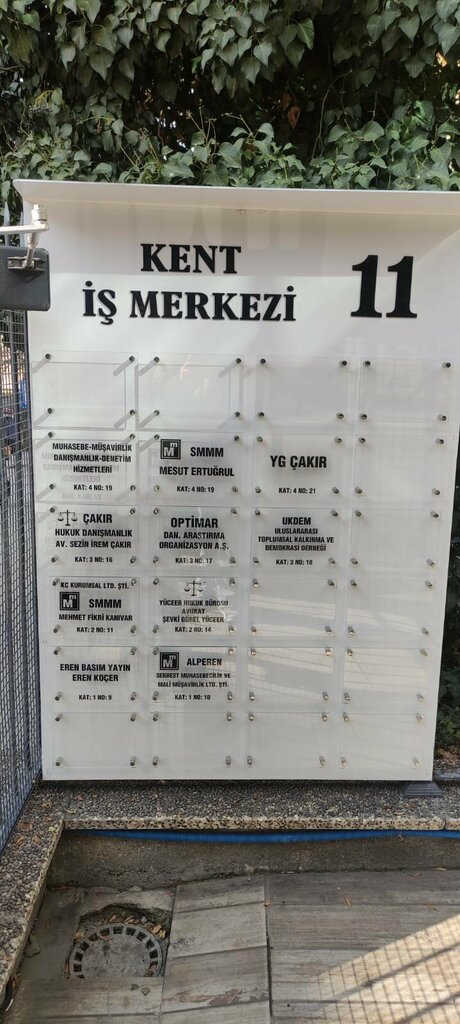 KENT
İŞ MERKEZİ
11
MUHASEBE-MÜŞAVİRLİK
DANIŞMANLIK-DENETİM
HİZMETLERİ
KAT: 4 NO: 19
SMMM
MESUT ERTUĞRUL
KAT: 4 NO: 19
YG ÇAKIR
KAT: 4 NO: 21
ÇAKIR
HUKUK DANIŞMANLIK
AV. SEZİN İREM ÇAKIR
KAT: 3 NO: 16
OPTİMAR
DAN. ARAŞTIRMA
ORGANİZASYON A.Ş.
KAT: 3 NO: 17
UKDEM
ULUSLARARASI
TOPLUMSAL KALKINMA VE
DEMOKRASI DERNEĞİ
KAT: 3 NO: 18
KC KURUMSAL LTD. ŞTİ.
SMMM
MEHMET FİKRİ KANIVAR
KAT: 2 NO: 11
YÜCEER HUKUK BÜROSU
AVUKAT
ŞEVKİ GÜREL YÜCEER
KAT: 2 NO: 14
EREN BASIM YAYIN
EREN KOÇER
KAT: 1 NO: 9
ALPEREN
SERBEST MUHASEBECİLİK VE
MALİ MÜŞAVİRLİK LTD. ŞTİ.
KAT: 1 NO: 10